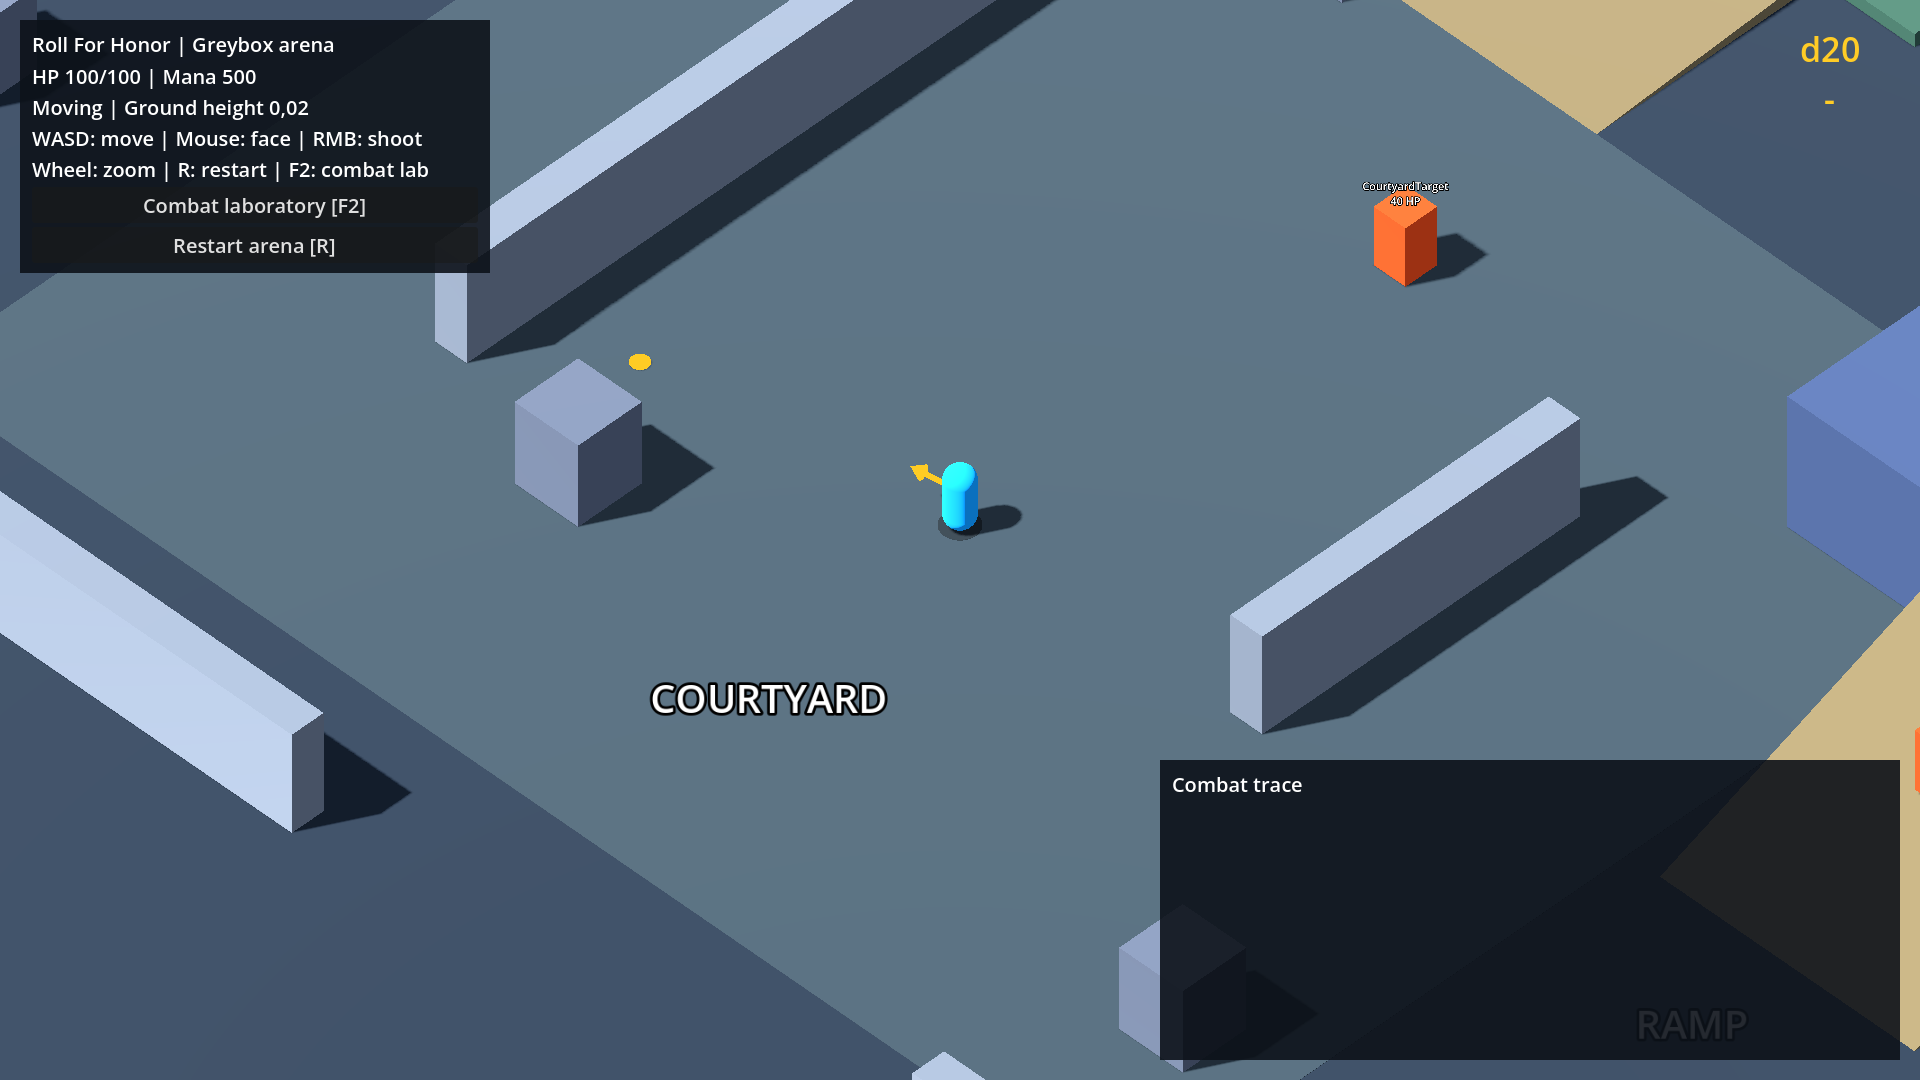 Roll For Honor | Greybox arena
HP 100/100 | Mana 500
Moving | Ground height 0,02
WASD: move | Mouse: face | RMB: shoot
Wheel: zoom | R: restart | F2: combat lab
Combat laboratory [F2]
Restart arena [R]
d20
-
CourtyardTarget
40 HP
COURTYARD
Combat trace
RAMP